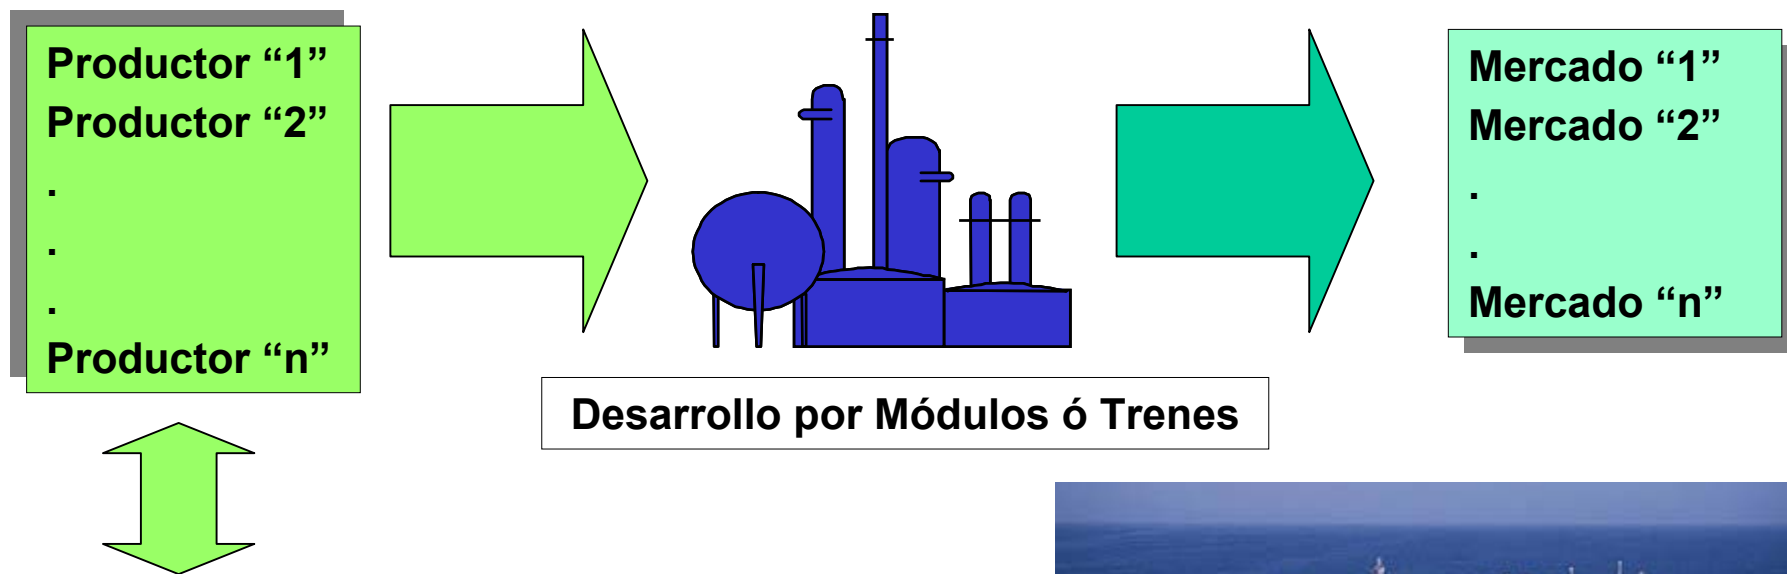 Productor “1”
Productor “2”
.
.
.
Productor “n”
Desarrollo por Módulos ó Trenes
Mercado “1”
Mercado “2”
.
.
Mercado “n”